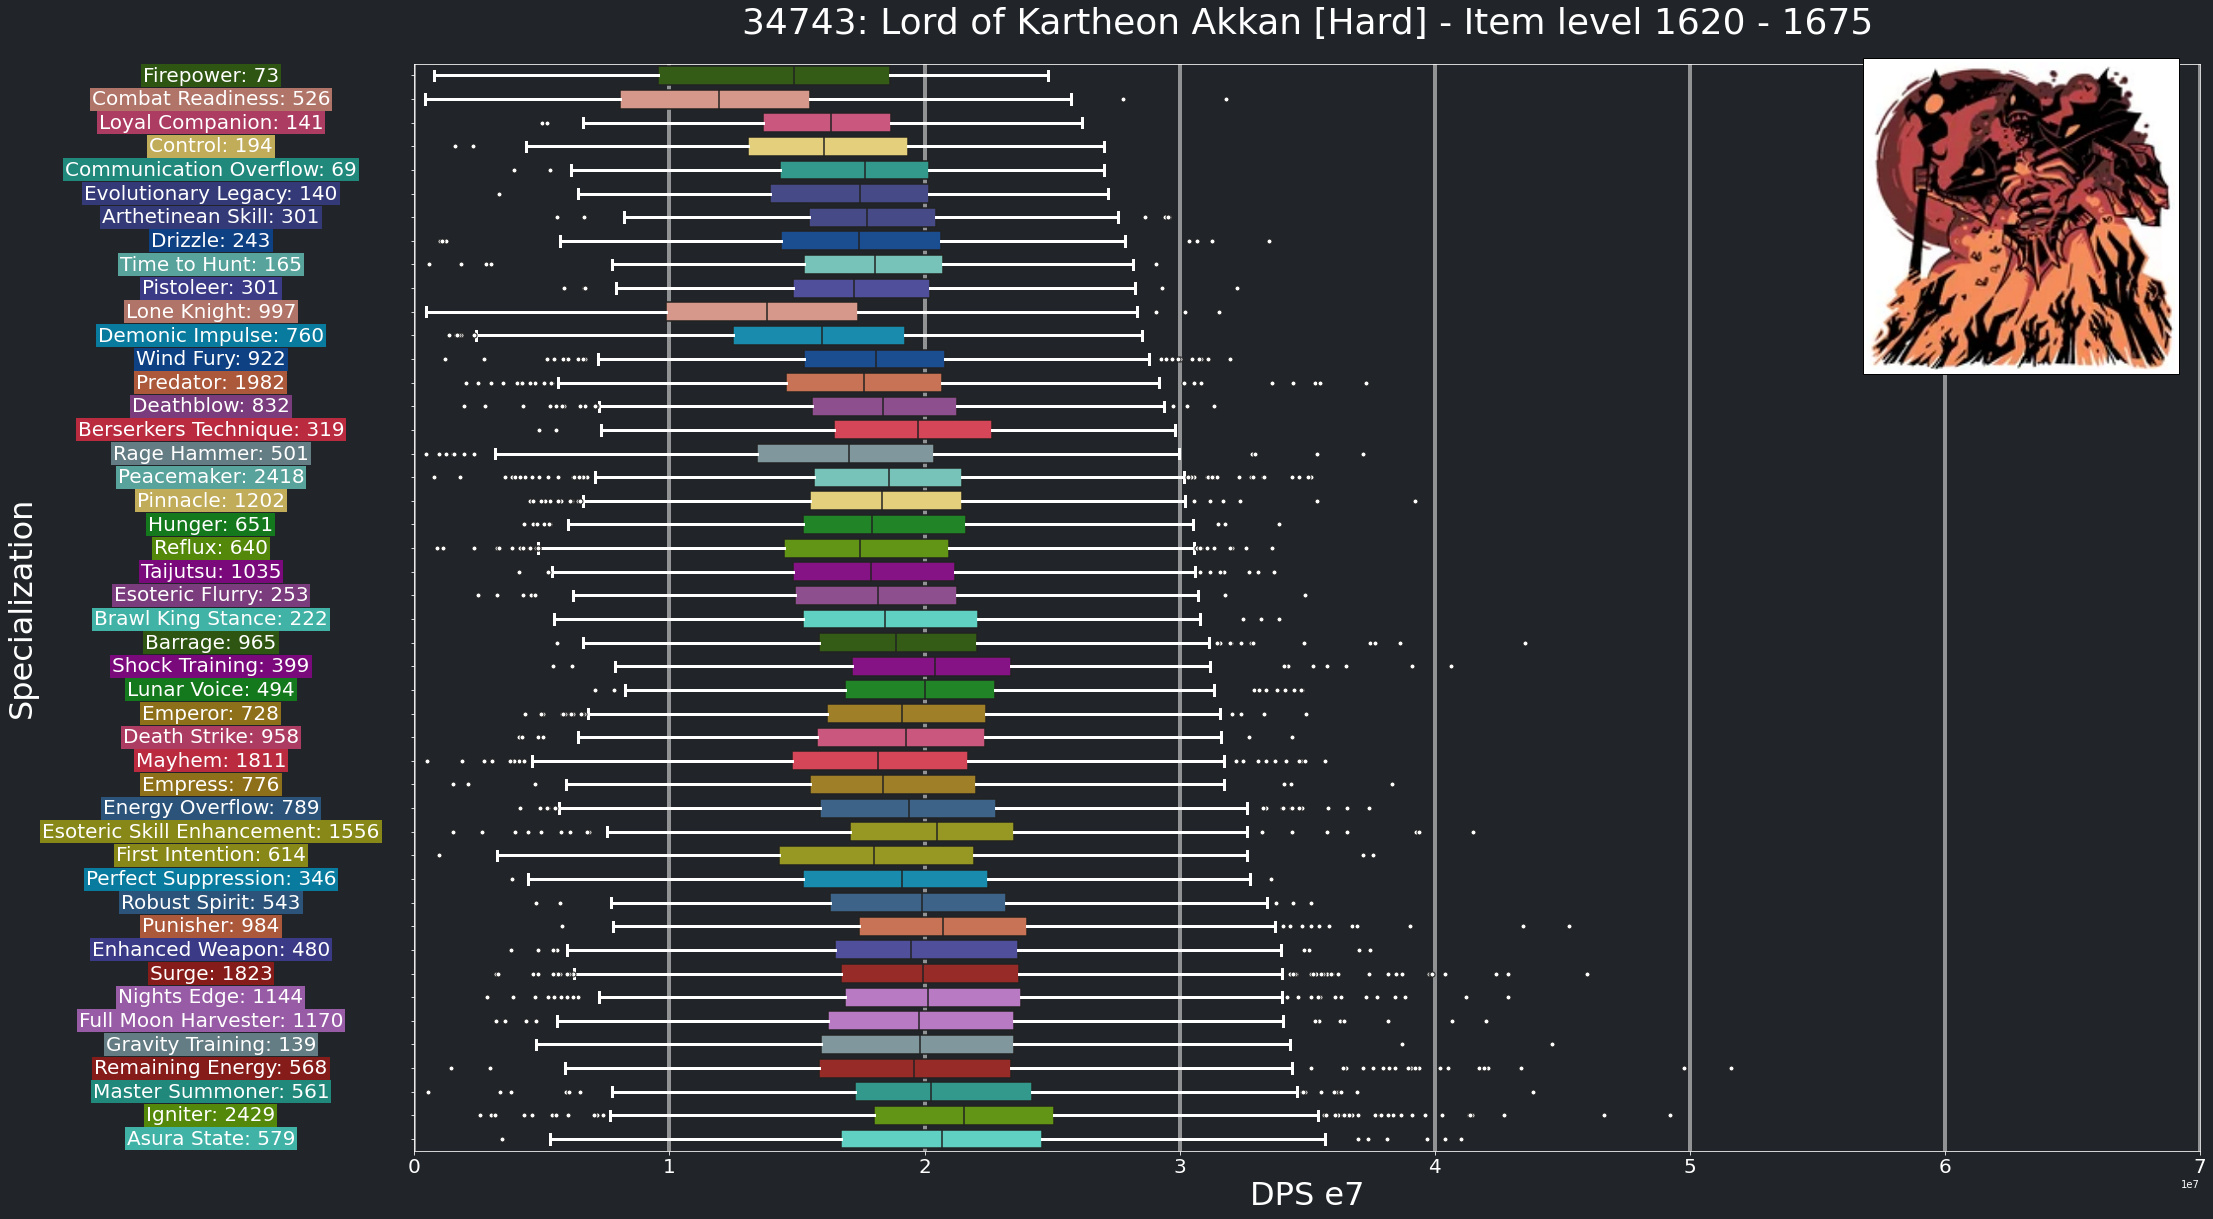 34743: Lord of Kartheon Akkan [Hard] - Item level 1620 - 1675
Specialization
Firepower: 73
Combat Readiness: 526
Loyal Companion: 141
Control: 194
Communication Overflow: 69
Evolutionary Legacy: 140
Arthetinean Skill: 301
Drizzle: 243
Time to Hunt: 165
Pistoleer: 301
Lone Knight: 997
Demonic Impulse: 760
Wind Fury: 922
Predator: 1982
Deathblow: 832
Berserkers Technique: 319
Rage Hammer: 501
Peacemaker: 2418
Pinnacle: 1202
Hunger: 651
Reflux: 640
Taijutsu: 1035
Esoteric Flurry: 253
Brawl King Stance: 222
Barrage: 965
Shock Training: 399
Lunar Voice: 494
Emperor: 728
Death Strike: 958
Mayhem: 1811
Empress: 776
Energy Overflow: 789
Esoteric Skill Enhancement: 1556
First Intention: 614
Perfect Suppression: 346
Robust Spirit: 543
Punisher: 984
Enhanced Weapon: 480
Surge: 1823
Nights Edge: 1144
Full Moon Harvester: 1170
Gravity Training: 139
Remaining Energy: 568
Master Summoner: 561
Igniter: 2429
Asura State: 579
0 1 2 3 4 5 6 7
1e7
DPS e7